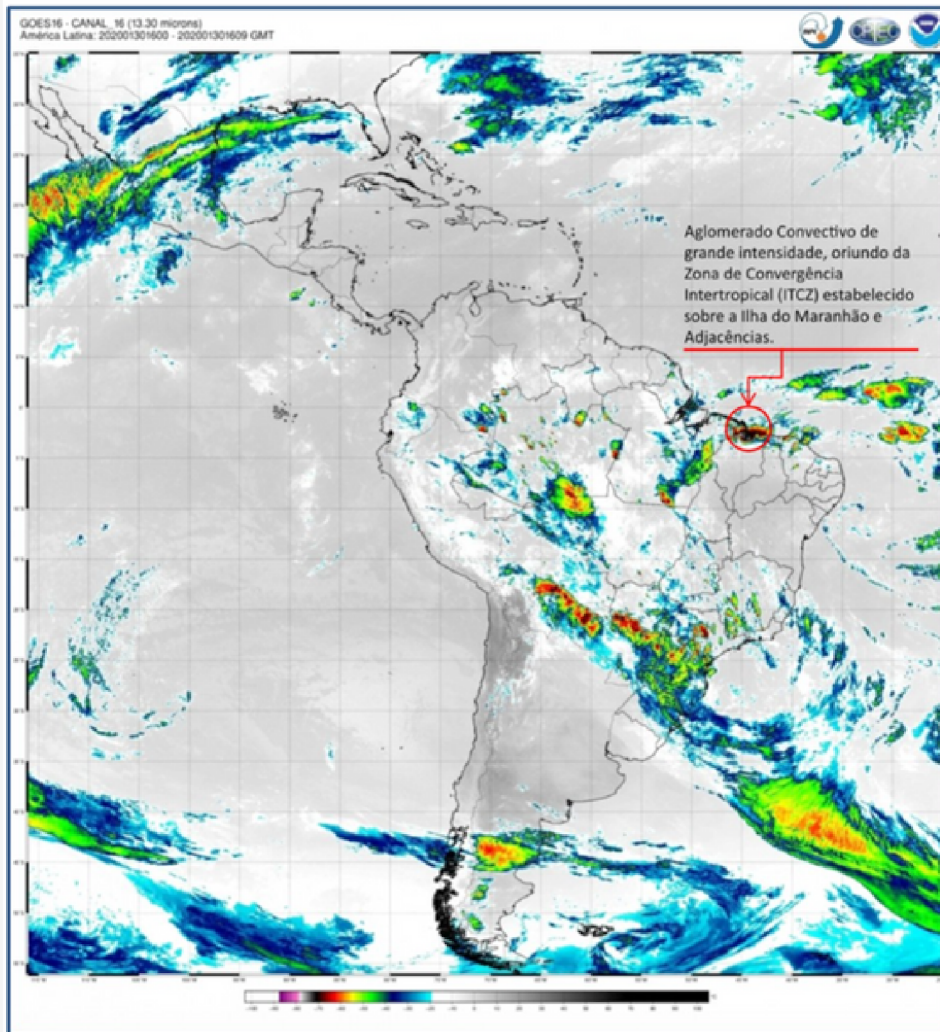 GOES16 - CANAL_16 (13.30 microns)
América Latina: 202001301600 - 202001301609 GMT
CPTEC
Aglomerado Convectivo de
grande intensidade, oriundo da
Zona de Convergência
Intertropical (ITCZ) estabelecido
sobre a Ilha do Maranhão e
Adjacências.